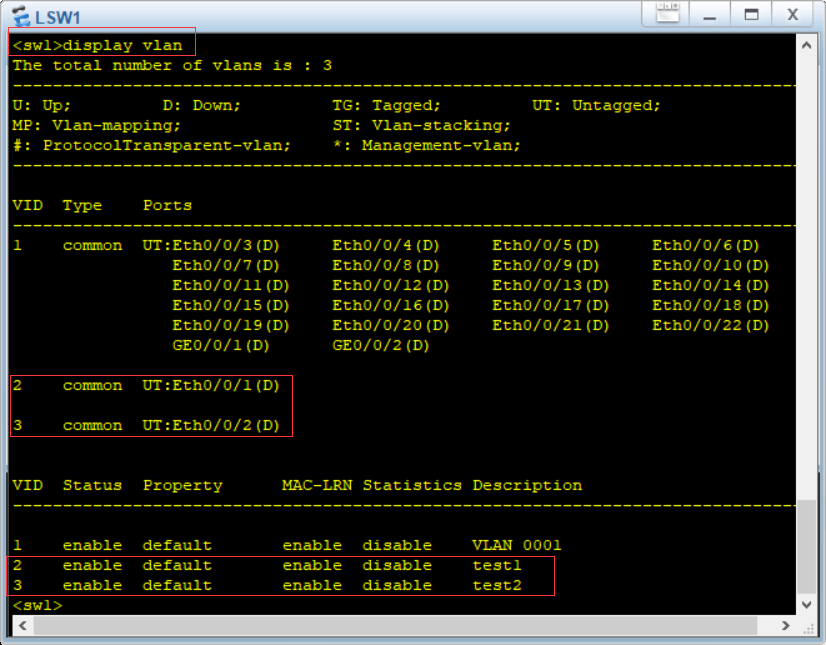 LSW1
X
<swl>display vlan
The total number of vlans is : 3
--------------------------------------------------------------------------------
U: Up;         D: Down;         TG: Tagged;         UT: Untagged;
MP: Vlan-mapping;               ST: Vlan-stacking;
#: ProtocolTransparent-vlan;    *: Management-vlan;
--------------------------------------------------------------------------------
VID  Type    Ports
--------------------------------------------------------------------------------
1    common  UT:Eth0/0/3(D)     Eth0/0/4(D)     Eth0/0/5(D)     Eth0/0/6(D)
Eth0/0/7(D)     Eth0/0/8(D)     Eth0/0/9(D)     Eth0/0/10(D)
Eth0/0/11(D)    Eth0/0/12(D)    Eth0/0/13(D)    Eth0/0/14(D)
Eth0/0/15(D)    Eth0/0/16(D)    Eth0/0/17(D)    Eth0/0/18(D)
Eth0/0/19(D)    Eth0/0/20(D)    Eth0/0/21(D)    Eth0/0/22(D)
GE0/0/1(D)      GE0/0/2(D)
2    common  UT:Eth0/0/1(D)
3    common  UT:Eth0/0/2(D)
VID  Status  Property      MAC-LRN Statistics Description
--------------------------------------------------------------------------------
1    enable  default       enable  disable    VLAN 0001
2    enable  default       enable  disable    test1
3    enable  default       enable  disable    test2
<swl>